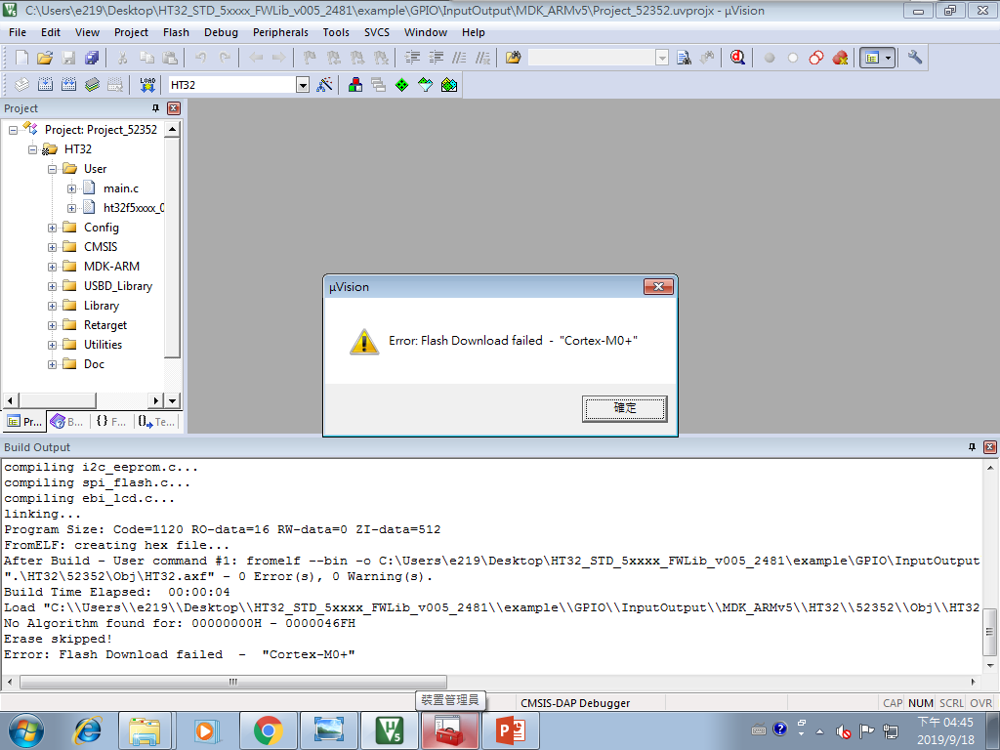 C:\Users\e219\Desktop\HT32_STD_5xxxx_FWLib_v005_2481\example\GPIO\InputOutput\MDK_ARMv5\Project_52352.uvprojx - µVision
File Edit View Project Flash Debug Peripherals Tools SVCS Window Help
LOAD
HT32
Project
Project: Project_52352
HT32
User
main.c
ht32f5xxxx_0
Config
CMSIS
MDK-ARM
USBD_Library
Library
Retarget
Utilities
Doc
Pr... B... {} F... Te...
µVision
Error: Flash Download failed - "Cortex-M0+"
確定
Build Output
compiling i2c_eeprom.c...
compiling spi_flash.c...
compiling ebi_lcd.c...
linking...
Program Size: Code=1120 RO-data=16 RW-data=0 ZI-data=512
FromELF: creating hex file...
After Build - User command #1: fromelf --bin -o C:\Users\e219\Desktop\HT32_STD_5xxxx_FWLib_v005_2481\example\GPIO\InputOutput
".\HT32\52352\Obj\HT32.axf" - 0 Error(s), 0 Warning(s).
Build Time Elapsed:  00:00:04
Load "C:\\Users\\e219\\Desktop\\HT32_STD_5xxxx_FWLib_v005_2481\\example\\GPIO\\InputOutput\\MDK_ARMv5\\HT32\\52352\\Obj\\HT32
No Algorithm found for: 00000000H - 0000046FH
Erase skipped!
Error: Flash Download failed  -  "Cortex-M0+"
裝置管理員
CMSIS-DAP Debugger
CAP NUM SCRL OVR
下午 04:45
2019/9/18